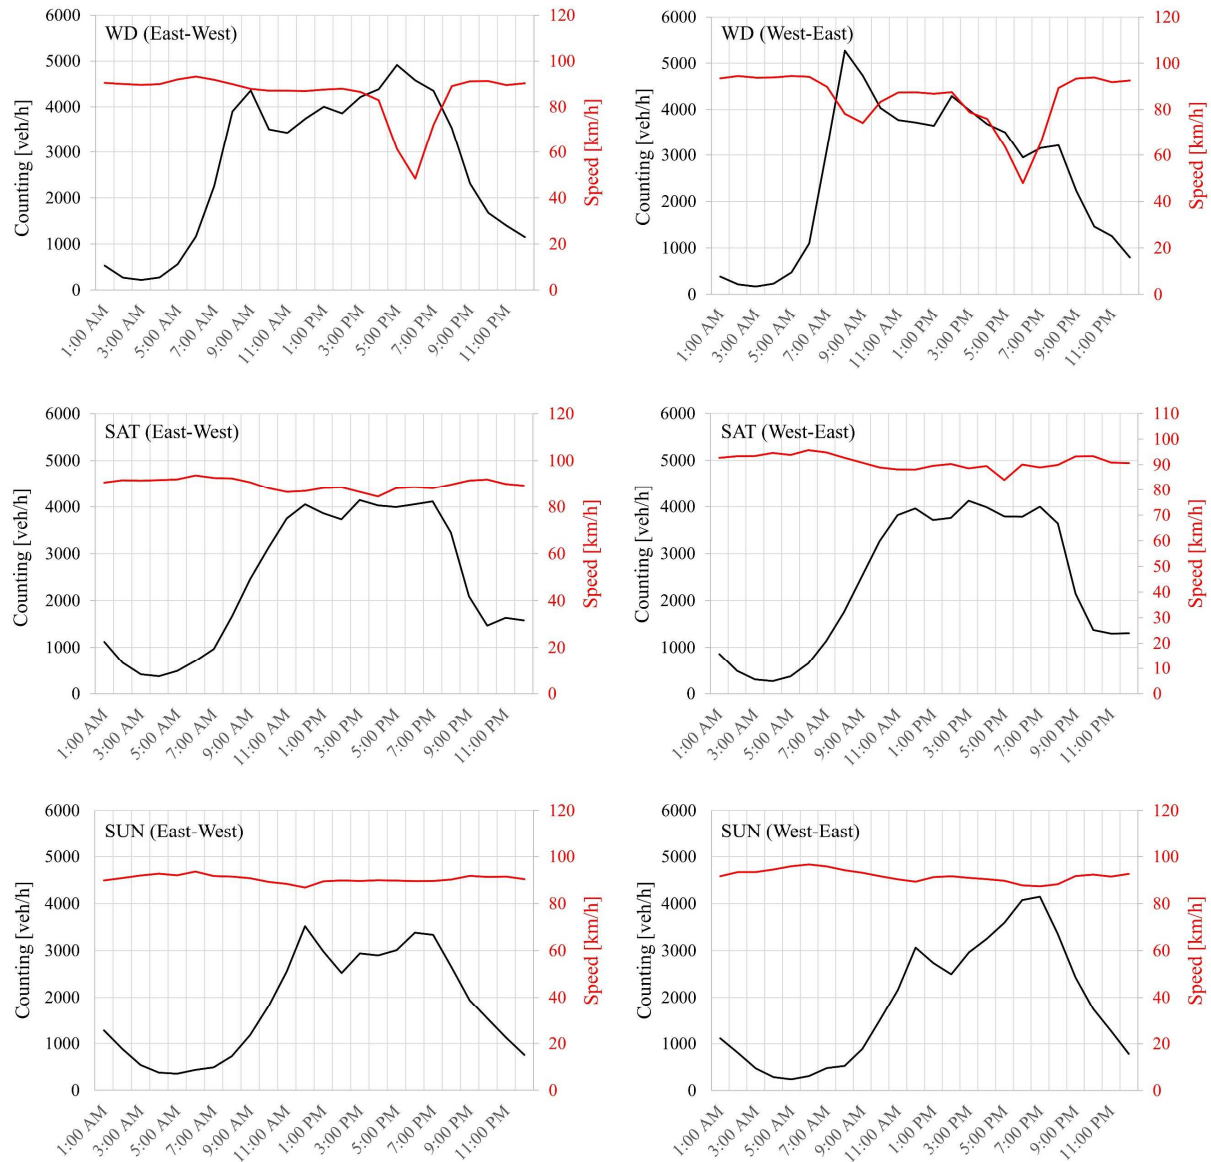 WD (East-West)
Counting [veh/h]
6000
5000
4000
3000
2000
1000
0
120
100
80
60
40
20
0
Speed [km/h]
1:00 AM
3:00 AM
5:00 AM
7:00 AM
9:00 AM
11:00 AM
1:00 PM
3:00 PM
5:00 PM
7:00 PM
9:00 PM
11:00 PM
WD (West-East)
Counting [veh/h]
6000
5000
4000
3000
2000
1000
0
120
100
80
60
40
20
0
Speed [km/h]
1:00 AM
3:00 AM
5:00 AM
7:00 AM
9:00 AM
11:00 AM
1:00 PM
3:00 PM
5:00 PM
7:00 PM
9:00 PM
11:00 PM
SAT (East-West)
Counting [veh/h]
6000
5000
4000
3000
2000
1000
0
120
100
80
60
40
20
0
Speed [km/h]
1:00 AM
3:00 AM
5:00 AM
7:00 AM
9:00 AM
11:00 AM
1:00 PM
3:00 PM
5:00 PM
7:00 PM
9:00 PM
11:00 PM
SAT (West-East)
Counting [veh/h]
6000
5000
4000
3000
2000
1000
0
110
100
90
80
70
60
50
40
30
20
10
0
Speed [km/h]
1:00 AM
3:00 AM
5:00 AM
7:00 AM
9:00 AM
11:00 AM
1:00 PM
3:00 PM
5:00 PM
7:00 PM
9:00 PM
11:00 PM
SUN (East-West)
Counting [veh/h]
6000
5000
4000
3000
2000
1000
0
120
100
80
60
40
20
0
Speed [km/h]
1:00 AM
3:00 AM
5:00 AM
7:00 AM
9:00 AM
11:00 AM
1:00 PM
3:00 PM
5:00 PM
7:00 PM
9:00 PM
11:00 PM
SUN (West-East)
Counting [veh/h]
6000
5000
4000
3000
2000
1000
0
120
100
80
60
40
20
0
Speed [km/h]
1:00 AM
3:00 AM
5:00 AM
7:00 AM
9:00 AM
11:00 AM
1:00 PM
3:00 PM
5:00 PM
7:00 PM
9:00 PM
11:00 PM